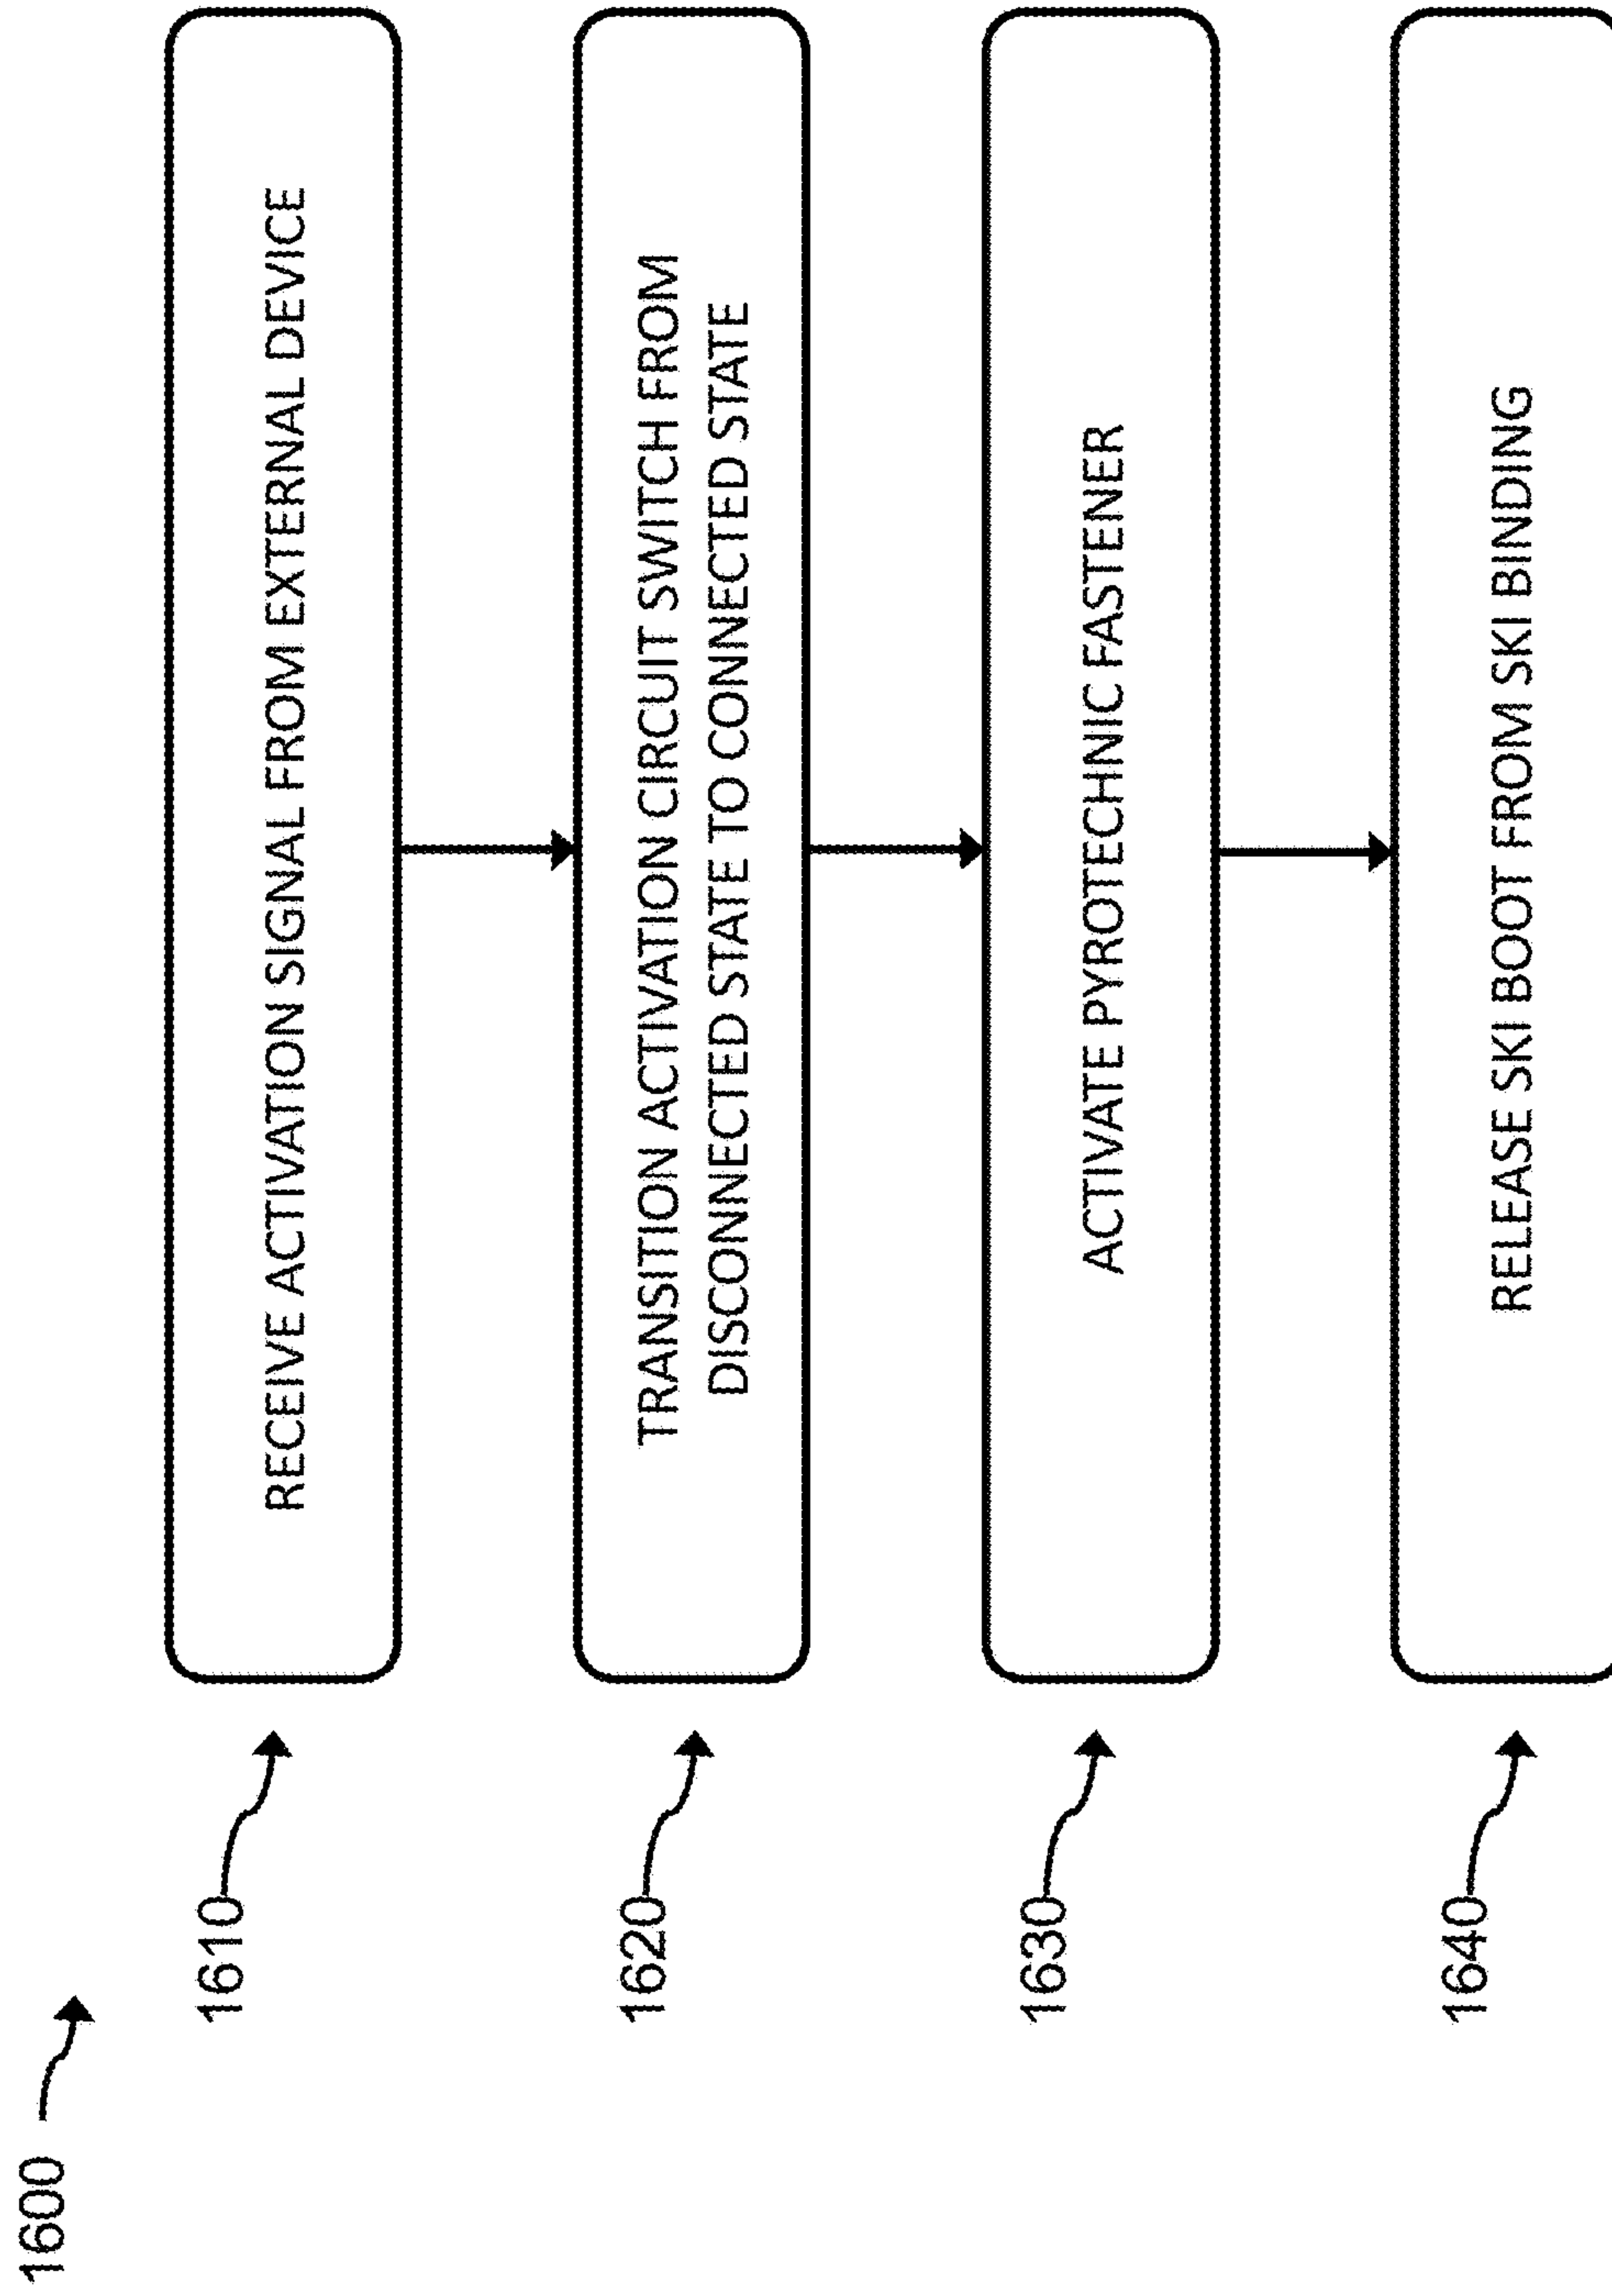 1600
1610
RECEIVE ACTIVATION SIGNAL FROM EXTERNAL DEVICE
1620
TRANSITION ACTIVATION CIRCUIT SWITCH FROM
DISCONNECTED STATE TO CONNECTED STATE
1630
ACTIVATE PYROTECHNIC FASTENER
1640
RELEASE SKI BOOT FROM SKI BINDING